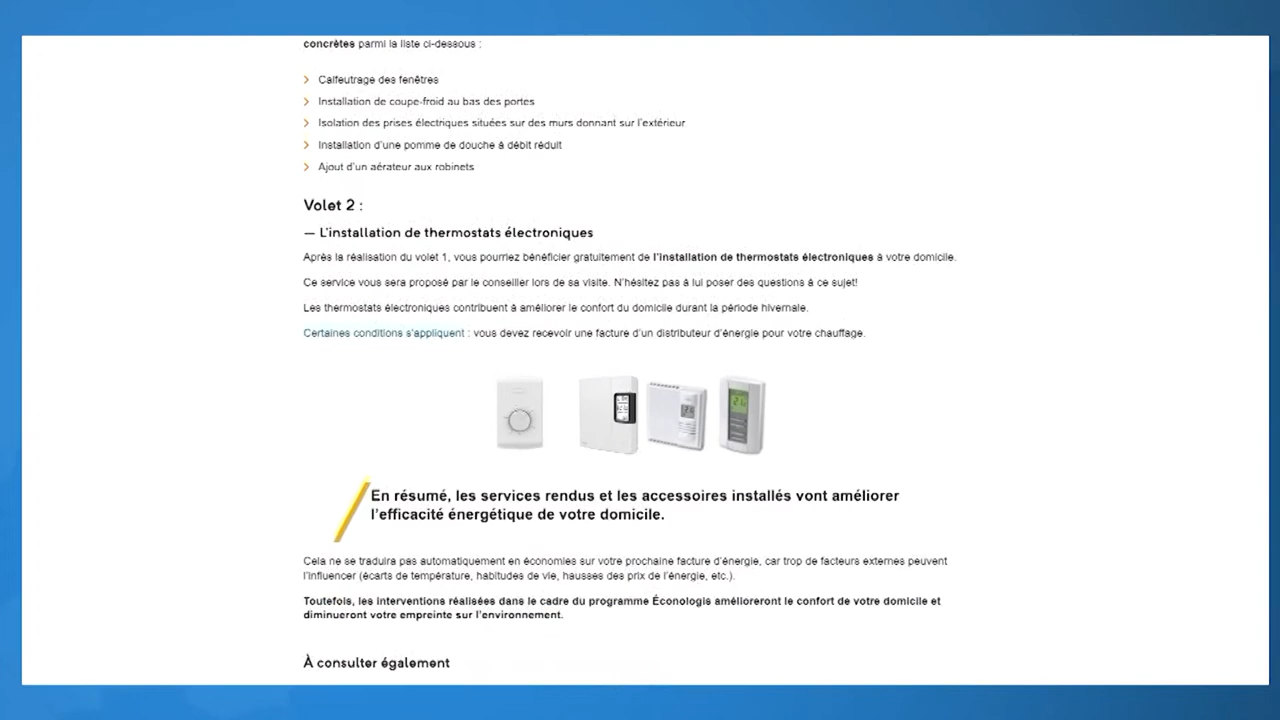 concrètes parmi la liste ci-dessous :
Calfeutrage des fenêtres
Installation de coupe-froid au bas des portes
Isolation des prises électriques situées sur des murs donnant sur l'extérieur
Installation d'une pomme de douche à débit réduit
Ajout d'un aérateur aux robinets
Volet 2 :
— L'installation de thermostats électroniques
Après la réalisation du volet 1, vous pourriez bénéficier gratuitement de l'installation de thermostats électroniques à votre domicile.
Ce service vous sera proposé par le conseiller lors de sa visite. N'hésitez pas à lui poser des questions à ce sujet!
Les thermostats électroniques contribuent à améliorer le confort du domicile durant la période hivernale.
Certaines conditions s'appliquent : vous devez recevoir une facture d'un distributeur d'énergie pour votre chauffage.
En résumé, les services rendus et les accessoires installés vont améliorer
l'efficacité énergétique de votre domicile.
Cela ne se traduira pas automatiquement en économies sur votre prochaine facture d'énergie, car trop de facteurs externes peuvent
l'influencer (écarts de température, habitudes de vie, hausses des prix de l'énergie, etc.).
Toutefois, les interventions réalisées dans le cadre du programme Éconologis amélioreront le confort de votre domicile et
diminueront votre empreinte sur l'environnement.
À consulter également